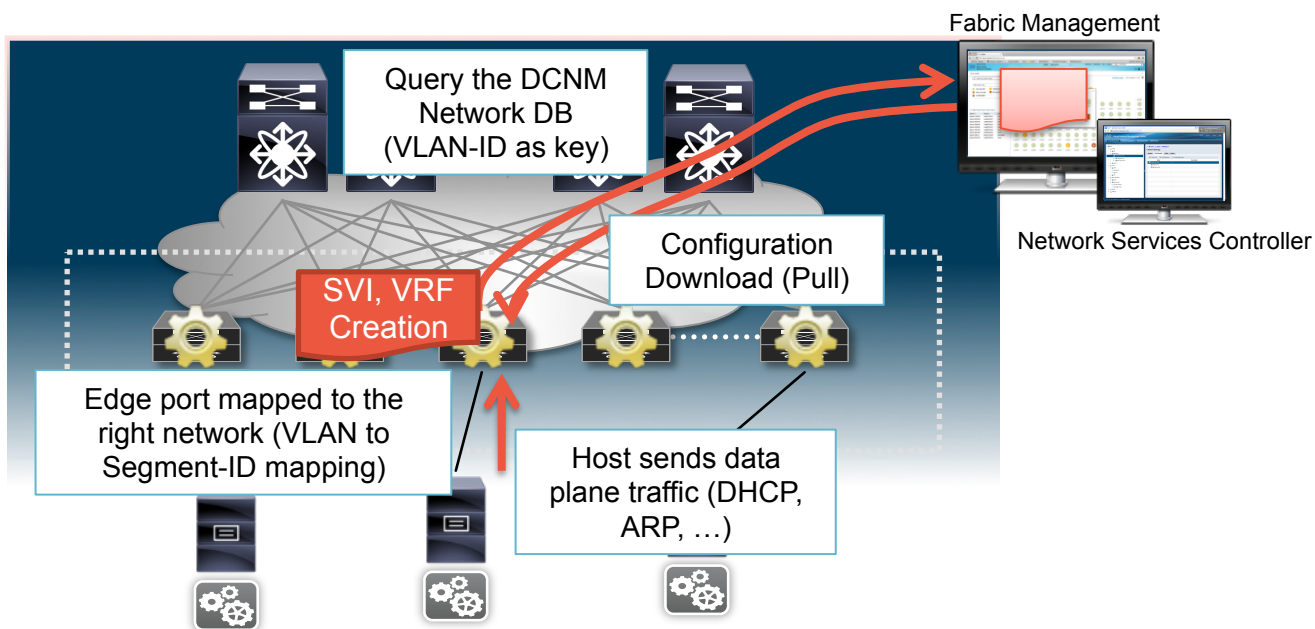 Fabric Management
Query the DCNM
Network DB
(VLAN-ID as key)
Network Services Controller
Configuration
Download (Pull)
SVI, VRF
Creation
Edge port mapped to the
right network (VLAN to
Segment-ID mapping)
Host sends data
plane traffic (DHCP,
ARP, …)